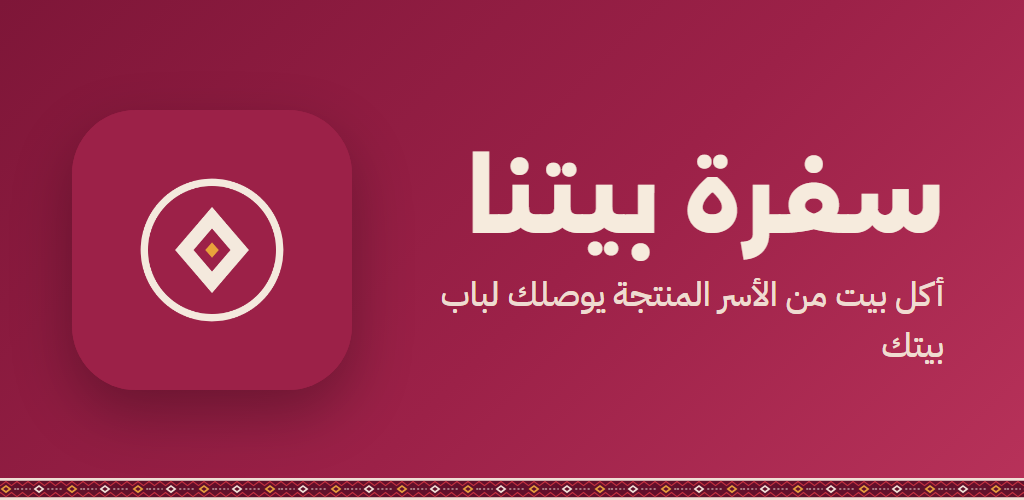 سفرة بيتنا
أكل بيت من الأسر المنتجة يوصلك لباب
بيتك